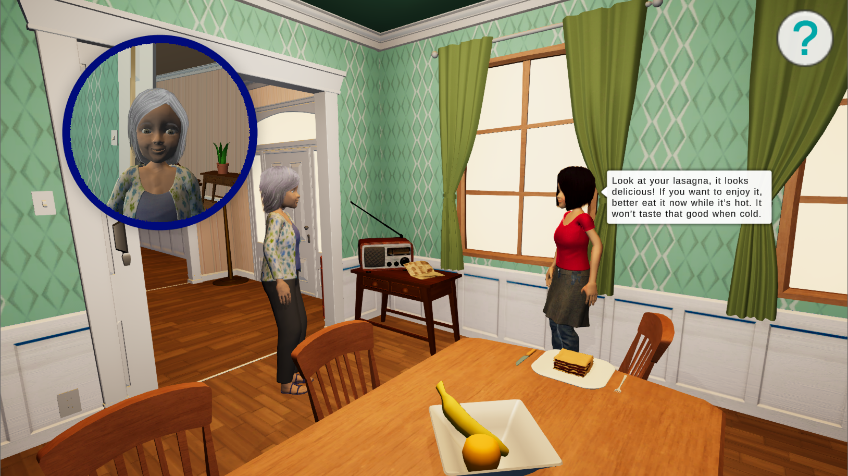 ?
Look at your lasagna, it looks
delicious! If you want to enjoy it,
better eat it now while it's hot. It
won't taste that good when cold.